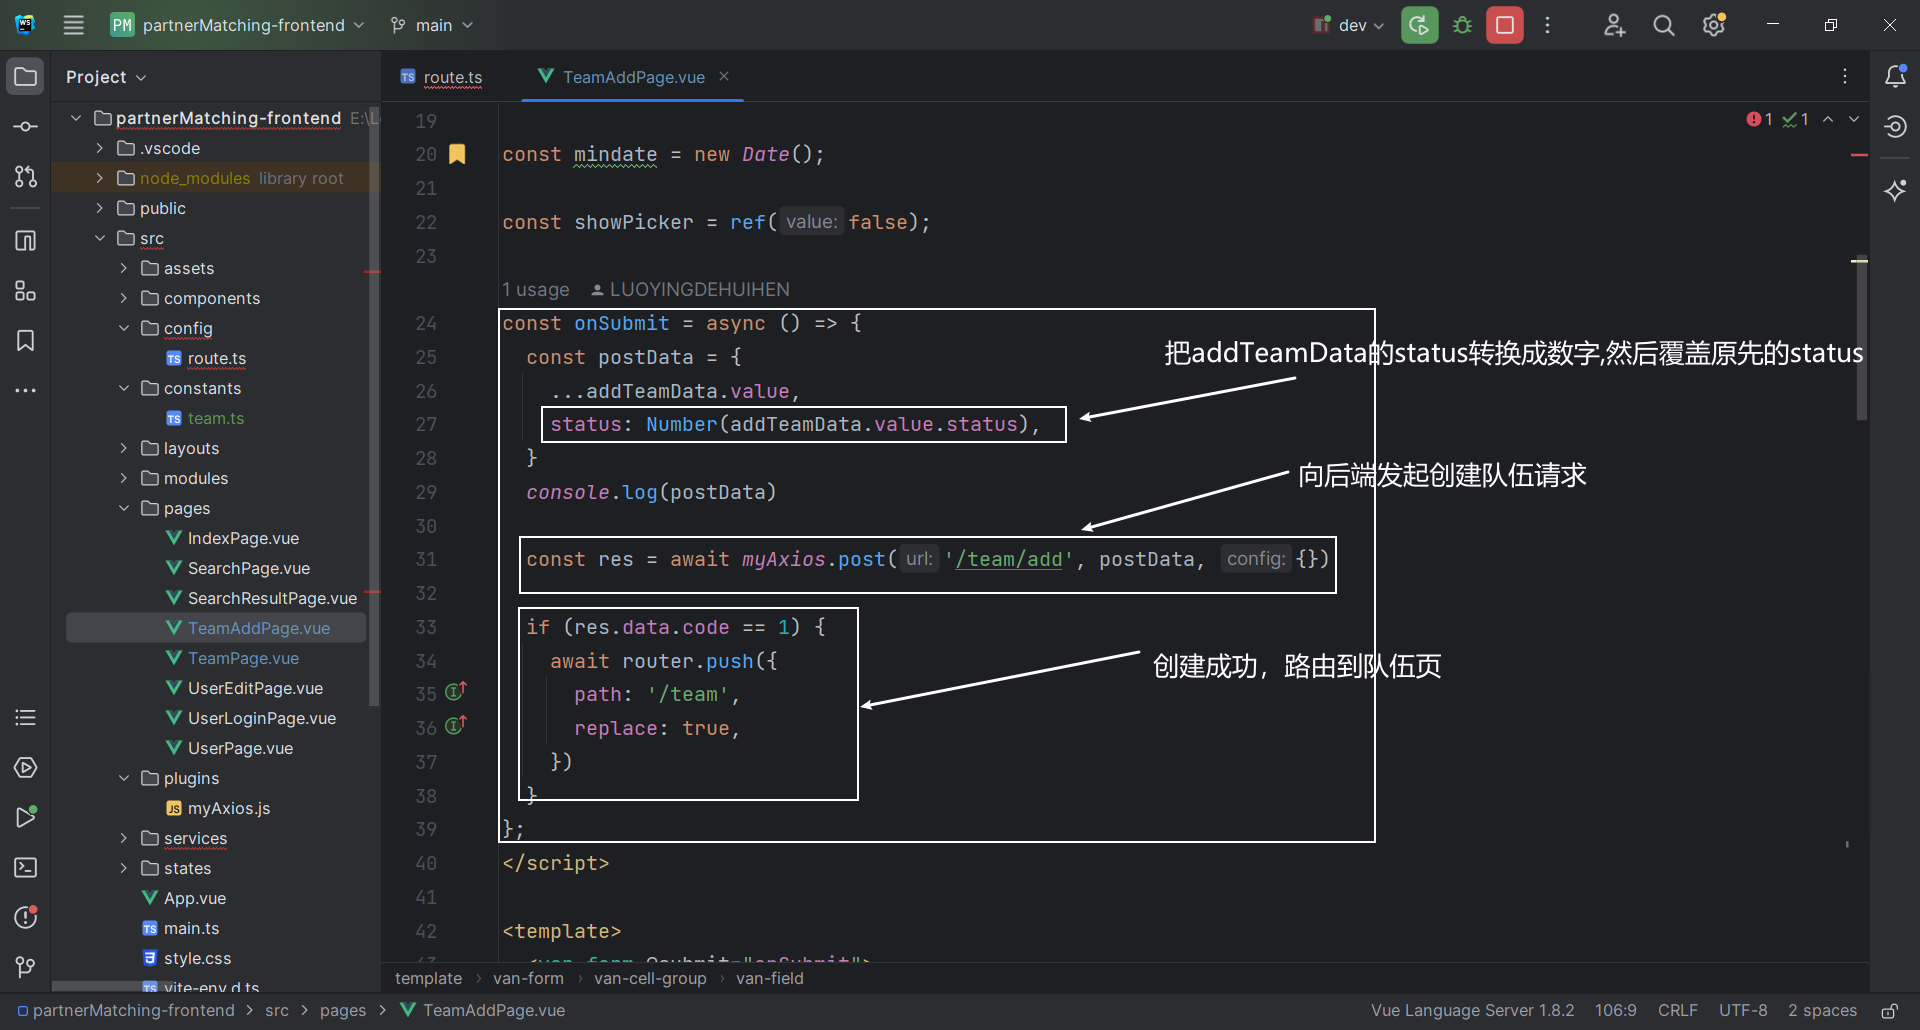 WS
PM partnerMatching-frontend main dev
Project
route.ts TeamAddPage.vue
partnerMatching-frontend E:\L
.vscode
node_modules library root
public
src
assets
components
config
TS route.ts
constants
TS team.ts
layouts
modules
pages
IndexPage.vue
SearchPage.vue
SearchResultPage.vue
TeamAddPage.vue
TeamPage.vue
UserEditPage.vue
UserLoginPage.vue
UserPage.vue
plugins
JS myAxios.js
services
states
App.vue
TS main.ts
style.css
TS vite-env.d.ts
1 1
19
20 const mindate = new Date();
21
22 const showPicker = ref( value: false);
23
1 usage LUOYINGDEHUIHEN
24 const onSubmit = async () => {
25 const postData = {
26 ...addTeamData.value,
27 status: Number(addTeamData.value.status),
28 }
29 console.log(postData)
30
31 const res = await myAxios.post( url: '/team/add', postData, config: {})
32
33 if (res.data.code == 1) {
34 await router.push({
35 path: '/team',
36 replace: true,
37 })
38 }
39 };
40 </script>
41
42 <template>
43 <van-form @submit="onSubmit">
把addTeamData的status转换成数字,然后覆盖原先的status
向后端发起创建队伍请求
创建成功，路由到队伍页
template › van-form › van-cell-group › van-field
partnerMatching-frontend > src > pages > TeamAddPage.vue
Vue Language Server 1.8.2 106:9 CRLF UTF-8 2 spaces